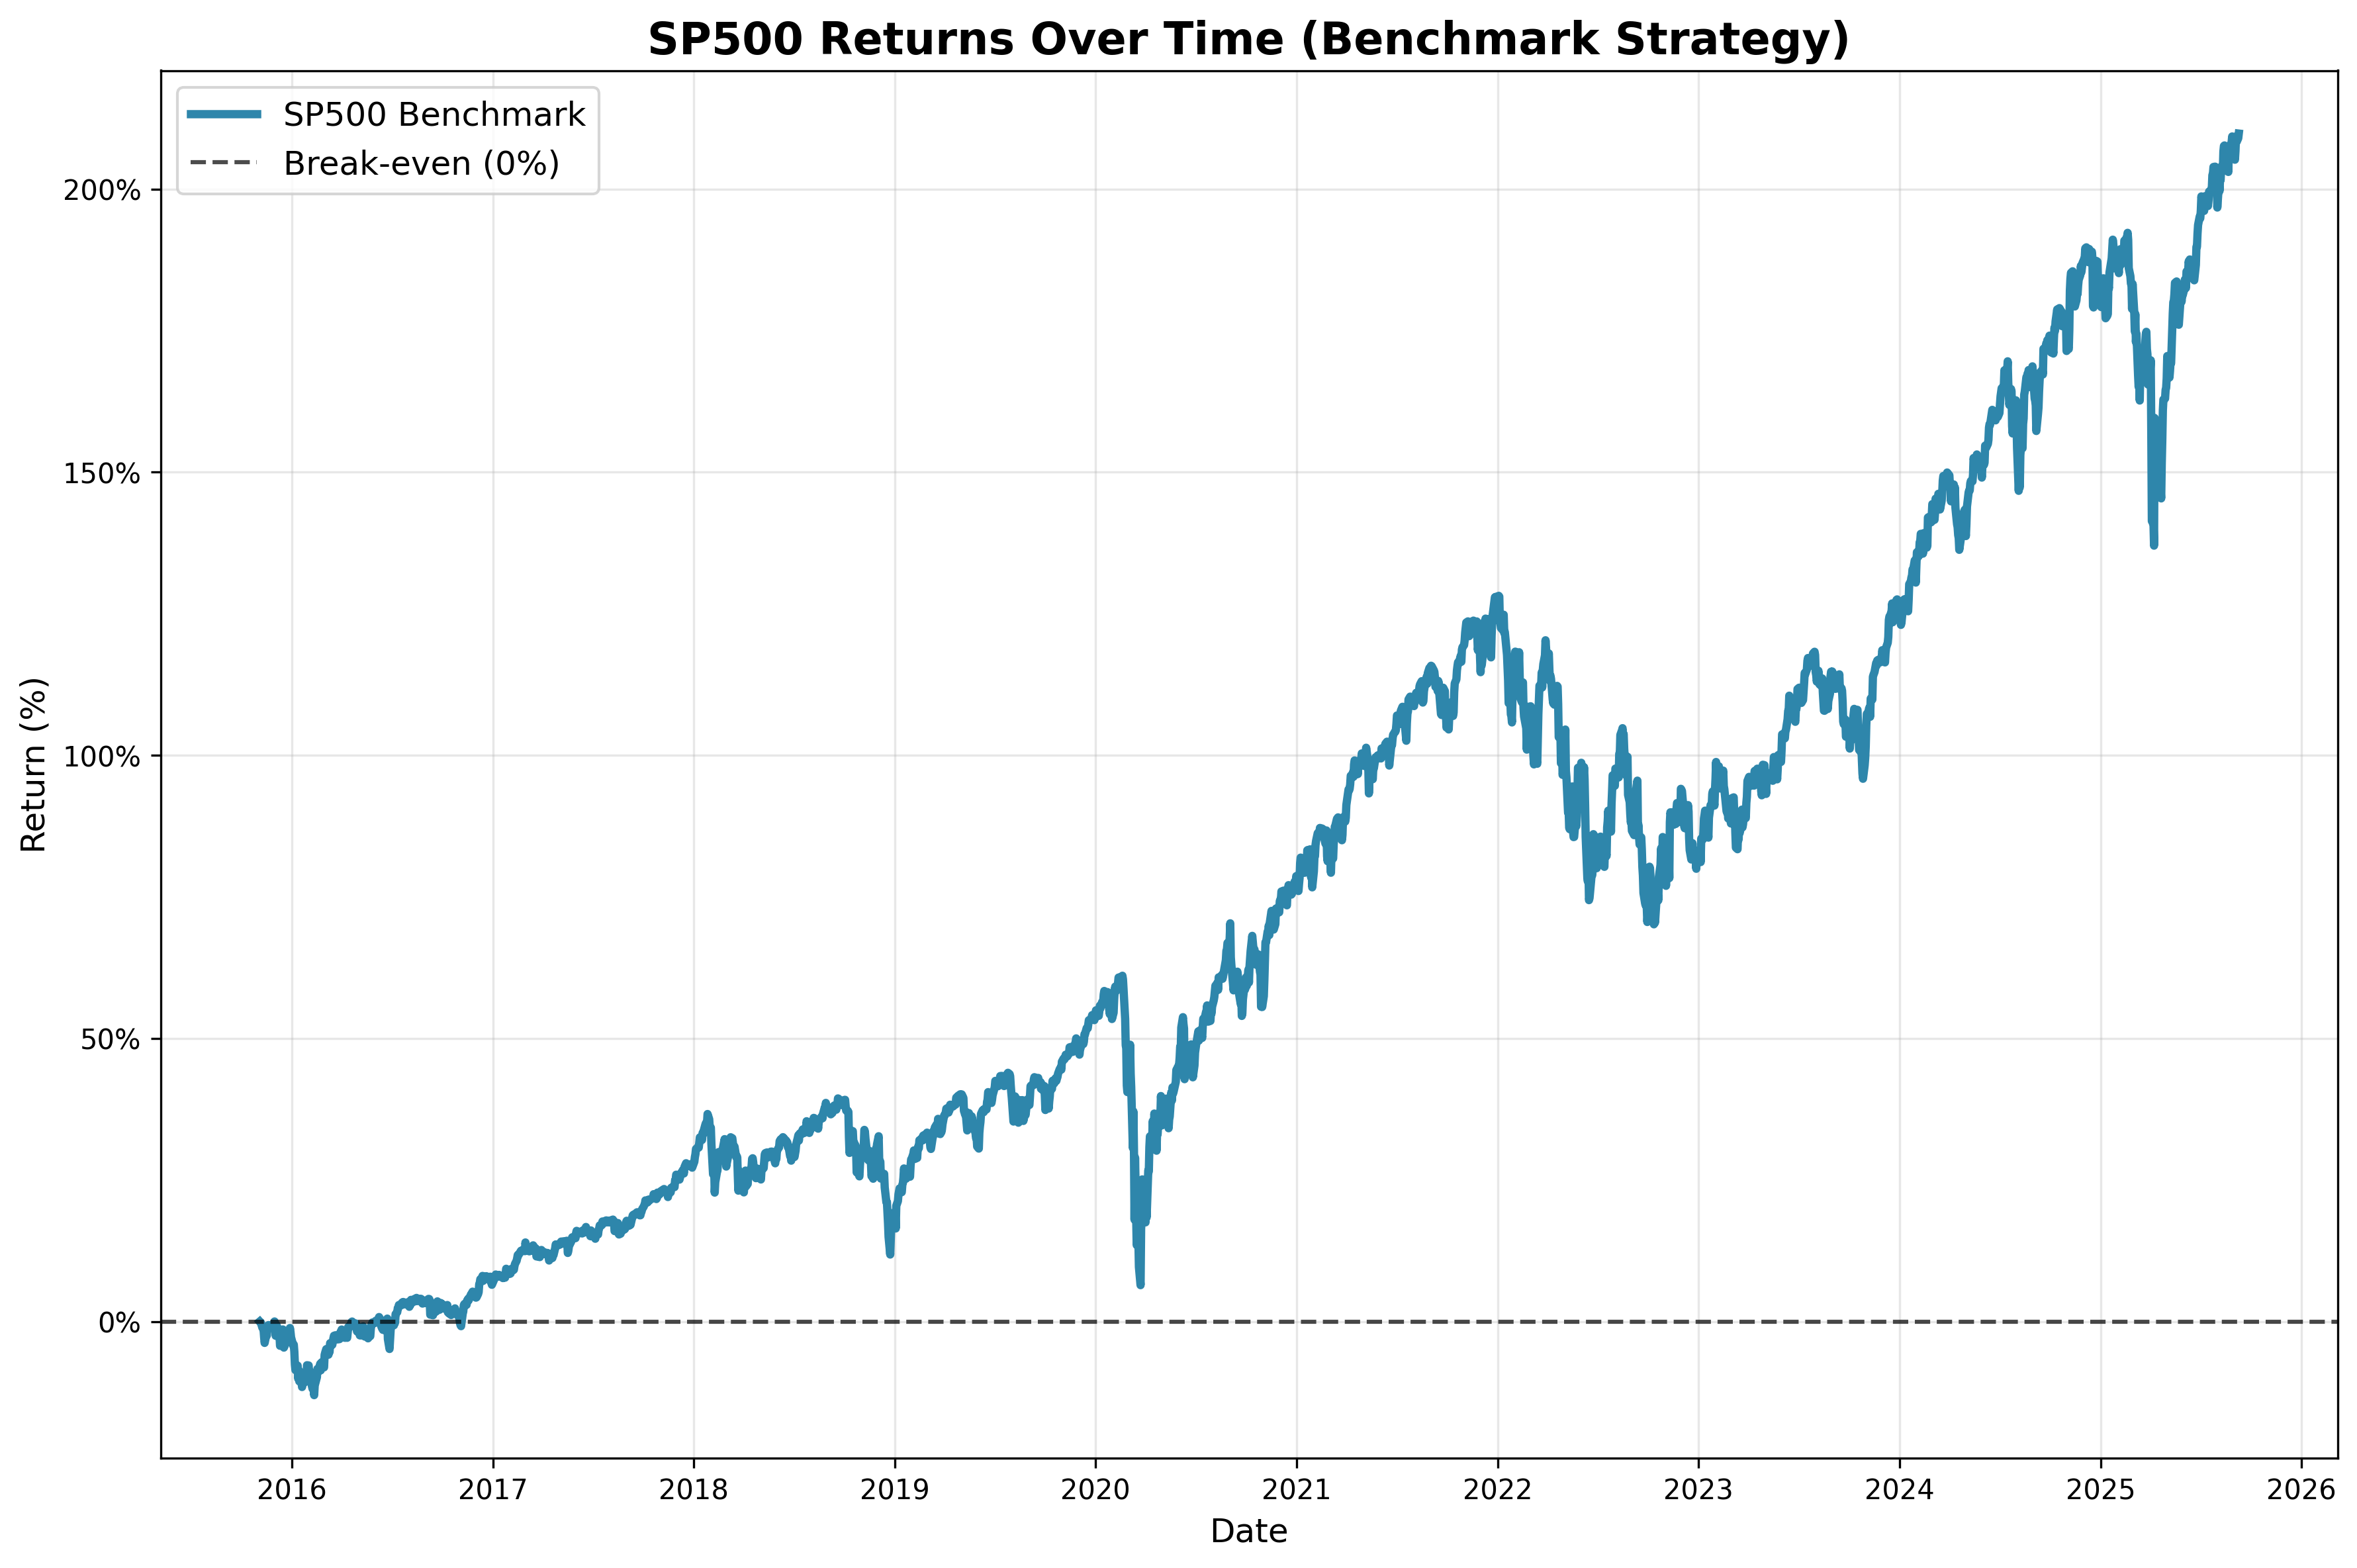 SP500 Returns Over Time (Benchmark Strategy)
SP500 Benchmark
Break-even (0%)
Return (%)
200%
150%
100%
50%
0%
2016 2017 2018 2019 2020 2021 2022 2023 2024 2025 2026
Date